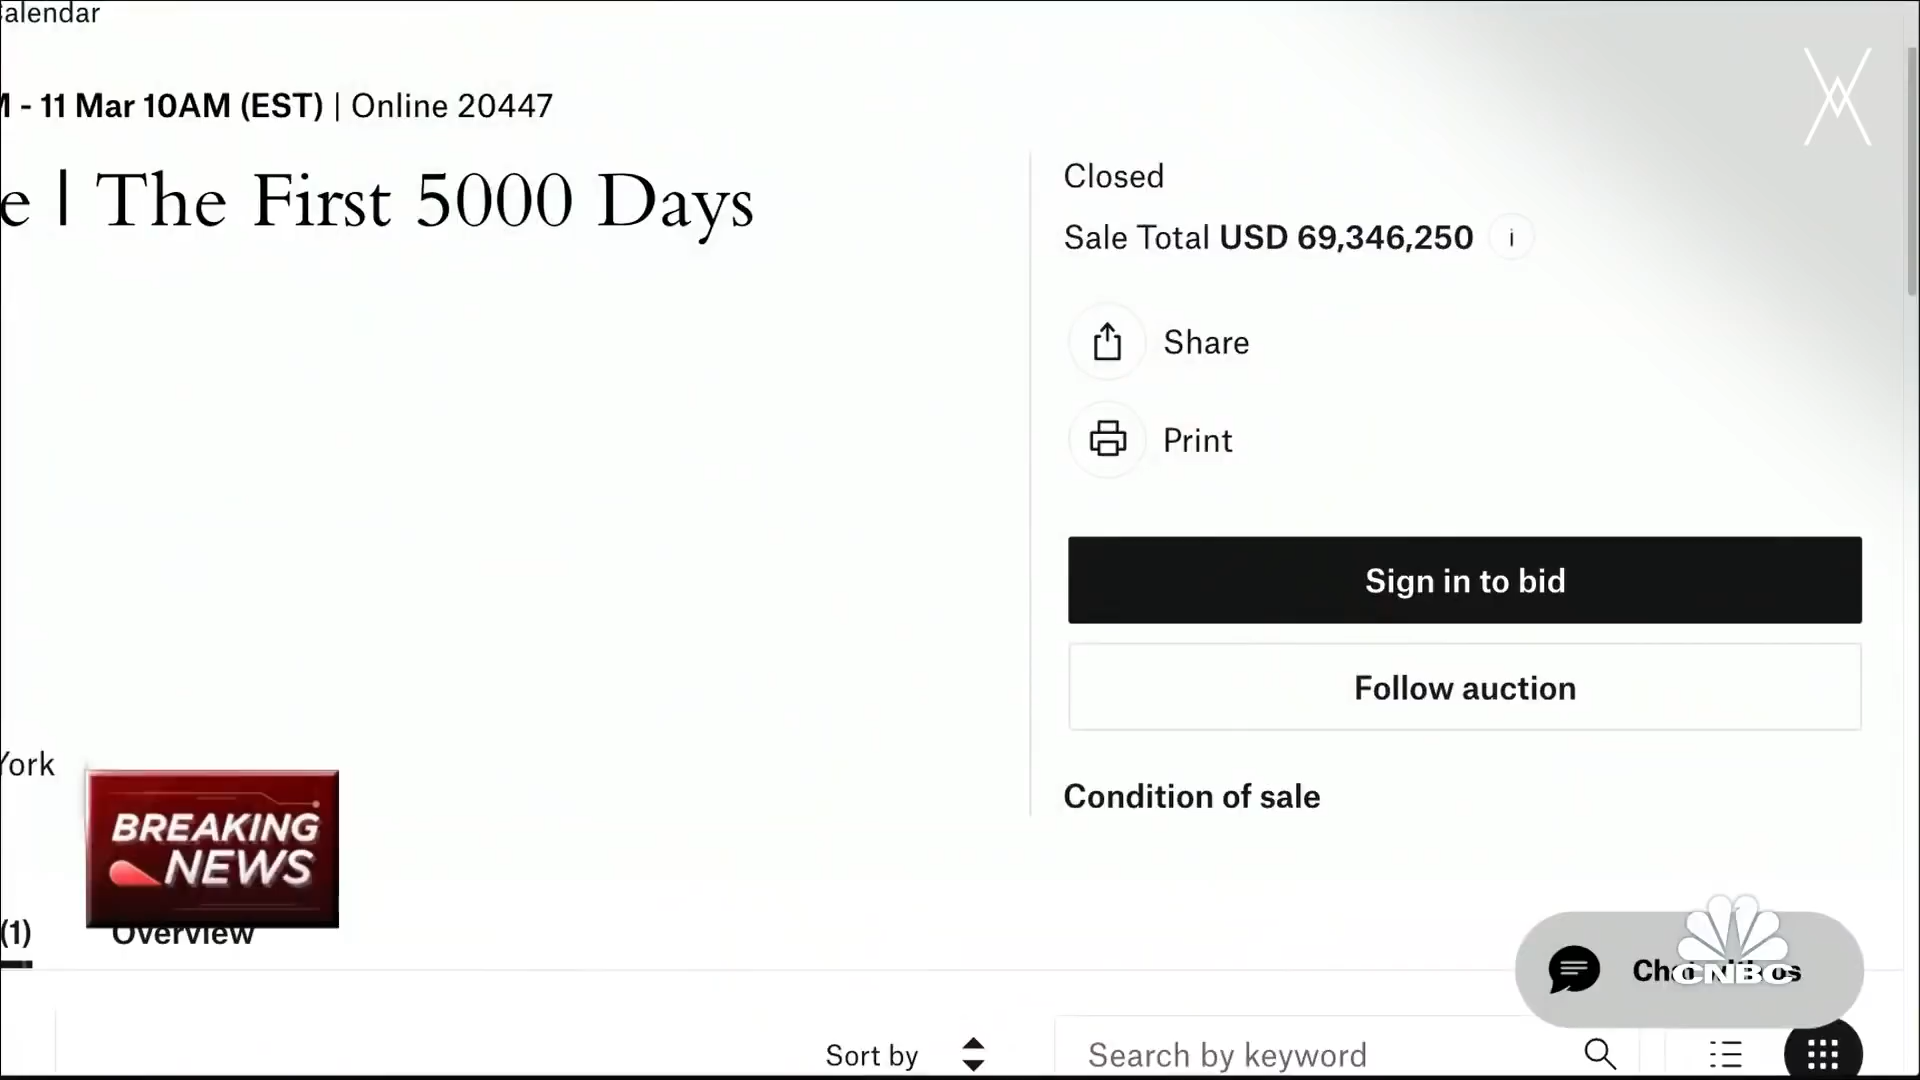 alendar
- 11 Mar 10AM (EST) | Online 20447
e | The First 5000 Days
Closed
Sale Total USD 69,346,250
i
Share
Print
Sign in to bid
Follow auction
Condition of sale
York
BREAKING
NEWS
(1)
Overview
CNBC
Sort by
Search by keyword